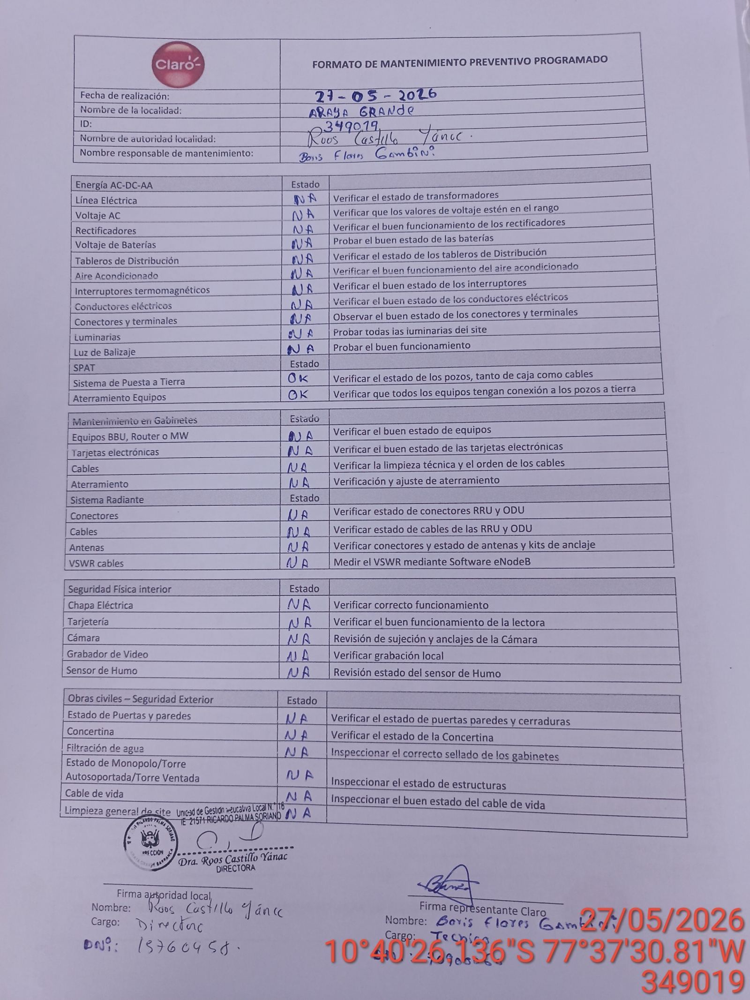 Claro
FORMATO DE MANTENIMIENTO PREVENTIVO PROGRAMADO
Fecha de realización: 27-05-2026
Nombre de la localidad: ARAYA GRANDE
ID: 349019
Nombre de autoridad localidad: Roos Castillo Yánac.
Nombre responsable de mantenimiento: Boris Flores Gambini
Energía AC-DC-AA Estado
Línea Eléctrica NA Verificar el estado de transformadores
Voltaje AC NA Verificar que los valores de voltaje estén en el rango
Rectificadores NA Verificar el buen funcionamiento de los rectificadores
Voltaje de Baterías NA Probar el buen estado de las baterías
Tableros de Distribución NA Verificar el estado de los tableros de Distribución
Aire Acondicionado NA Verificar el buen funcionamiento del aire acondicionado
Interruptores termomagnéticos NA Verificar el buen estado de los interruptores
Conductores eléctricos NA Verificar el buen estado de los conductores eléctricos
Conectores y terminales NA Observar el buen estado de los conectores y terminales
Luminarias NA Probar todas las luminarias del site
Luz de Balizaje NA Probar el buen funcionamiento
SPAT Estado
Sistema de Puesta a Tierra OK Verificar el estado de los pozos, tanto de caja como cables
Aterramiento Equipos OK Verificar que todos los equipos tengan conexión a los pozos a tierra
Mantenimiento en Gabinetes Estado
Equipos BBU, Router o MW NA Verificar el buen estado de equipos
Tarjetas electrónicas NA Verificar el buen estado de las tarjetas electrónicas
Cables NA Verificar la limpieza técnica y el orden de los cables
Aterramiento NA Verificación y ajuste de aterramiento
Sistema Radiante Estado
Conectores NA Verificar estado de conectores RRU y ODU
Cables NA Verificar estado de cables de las RRU y ODU
Antenas NA Verificar conectores y estado de antenas y kits de anclaje
VSWR cables NA Medir el VSWR mediante Software eNodeB
Seguridad Física interior Estado
Chapa Eléctrica NA Verificar correcto funcionamiento
Tarjetería NA Verificar el buen funcionamiento de la lectora
Cámara NA Revisión de sujeción y anclajes de la Cámara
Grabador de Video NA Verificar grabación local
Sensor de Humo NA Revisión estado del sensor de Humo
Obras civiles – Seguridad Exterior Estado
Estado de Puertas y paredes NA Verificar el estado de puertas paredes y cerraduras
Concertina NA Verificar el estado de la Concertina
Filtración de agua NA Inspeccionar el correcto sellado de los gabinetes
Estado de Monopolo/Torre
Autosoportada/Torre Ventada NA Inspeccionar el estado de estructuras
Cable de vida NA Inspeccionar el buen estado del cable de vida
Limpieza general de site NA
Unidad de Gestión Educativa Local N.° 16
IE 21571 RICARDO PALMA SORIANO
RICARDO PALMA SORIANO
DIRECCIÓN
GRANDE BARRANCA
Dra. Roos Castillo Yánac
DIRECTORA
Firma autoridad local
Nombre: Roos Castillo Yánac
Cargo: Directora
DNI: 15760458.
Firma representante Claro
Nombre: Boris Flores Gambini
Cargo: Tecnico
27/05/2026
10°40'26.136"S 77°37'30.81"W
349019